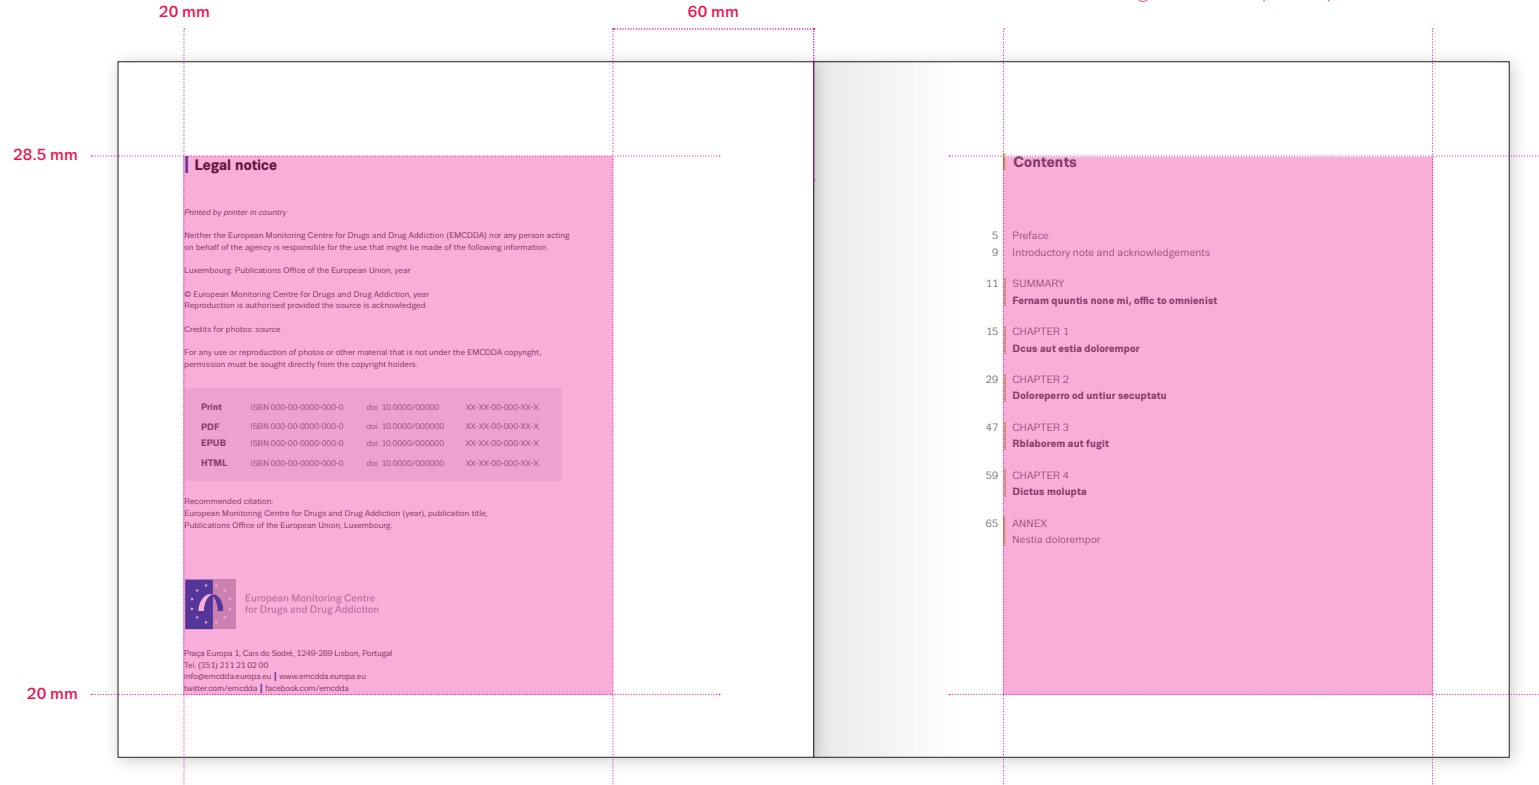 20 mm
60 mm
28.5 mm
Legal notice
Printed by printer in country
Neither the European Monitoring Centre for Drugs and Drug Addiction (EMCDDA) nor any person acting
on behalf of the agency is responsible for the use that might be made of the following information.
Luxembourg: Publications Office of the European Union, year
© European Monitoring Centre for Drugs and Drug Addiction, year
Reproduction is authorised provided the source is acknowledged.
Credits for photos: source
For any use or reproduction of photos or other material that is not under the EMCDDA copyright,
permission must be sought directly from the copyright holders.
Print ISBN 000-00-0000-000-0 doi: 10.0000/00000 XX-XX-00-000-XX-X
PDF ISBN 000-00-0000-000-0 doi: 10.0000/000000 XX-XX-00-000-XX-X
EPUB ISBN 000-00-0000-000-0 doi: 10.0000/000000 XX-XX-00-000-XX-X
HTML ISBN 000-00-0000-000-0 doi: 10.0000/000000 XX-XX-00-000-XX-X
Recommended citation:
European Monitoring Centre for Drugs and Drug Addiction (year), publication title,
Publications Office of the European Union, Luxembourg.
European Monitoring Centre
for Drugs and Drug Addiction
Praça Europa 1, Cais do Sodré, 1249-289 Lisbon, Portugal
Tel. (351) 211 21 02 00
info@emcdda.europa.eu | www.emcdda.europa.eu
twitter.com/emcdda | facebook.com/emcdda
20 mm
Contents
5 Preface
9 Introductory note and acknowledgements
11 SUMMARY
Fernam quuntis none mi, offic to omnienist
15 CHAPTER 1
Dcus aut estia dolorempor
29 CHAPTER 2
Doloreperro od untiur secuptatu
47 CHAPTER 3
Rblaborem aut fugit
59 CHAPTER 4
Dictus molupta
65 ANNEX
Nestia dolorempor